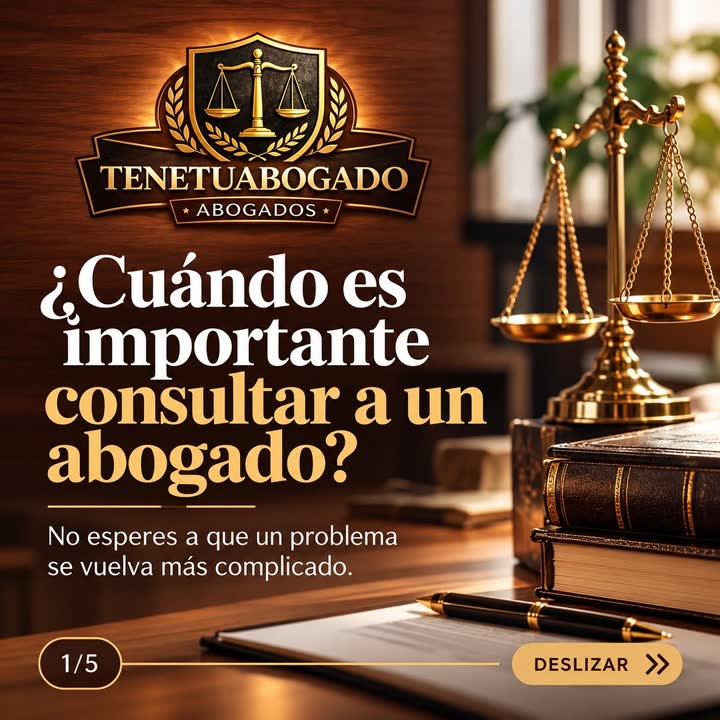 TENETUABOGADO
• ABOGADOS •
¿Cuándo es
importante
consultar a un
abogado?
No esperes a que un problema
se vuelva más complicado.
1/5
DESLIZAR >>